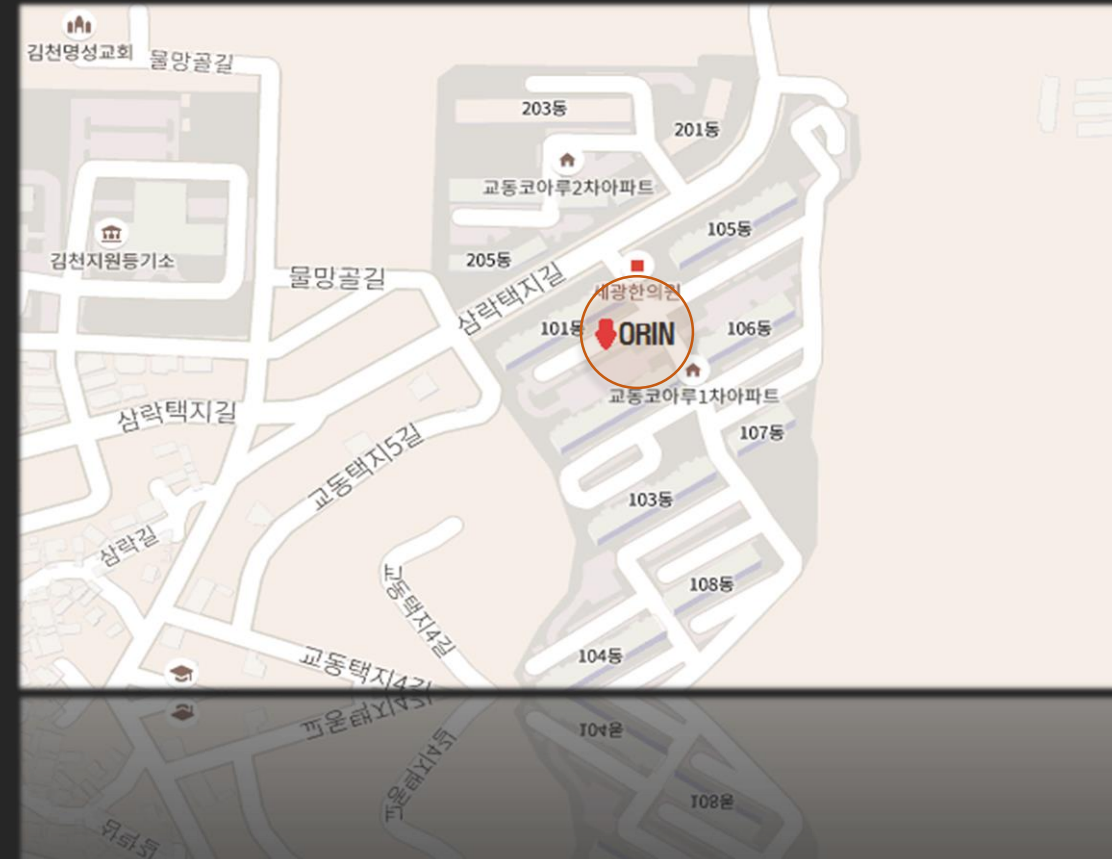 김천명성교회
물망골길
203동
201동
교동코아루2차아파트
김천지원등기소
205동
105동
물망골길
삼락택지길
새광한의원
101동
ORIN
106동
교동코아루1차아파트
삼락택지길
107동
교동택지5길
103동
삼락길
108동
교동택지4길
104동
교동택지4길